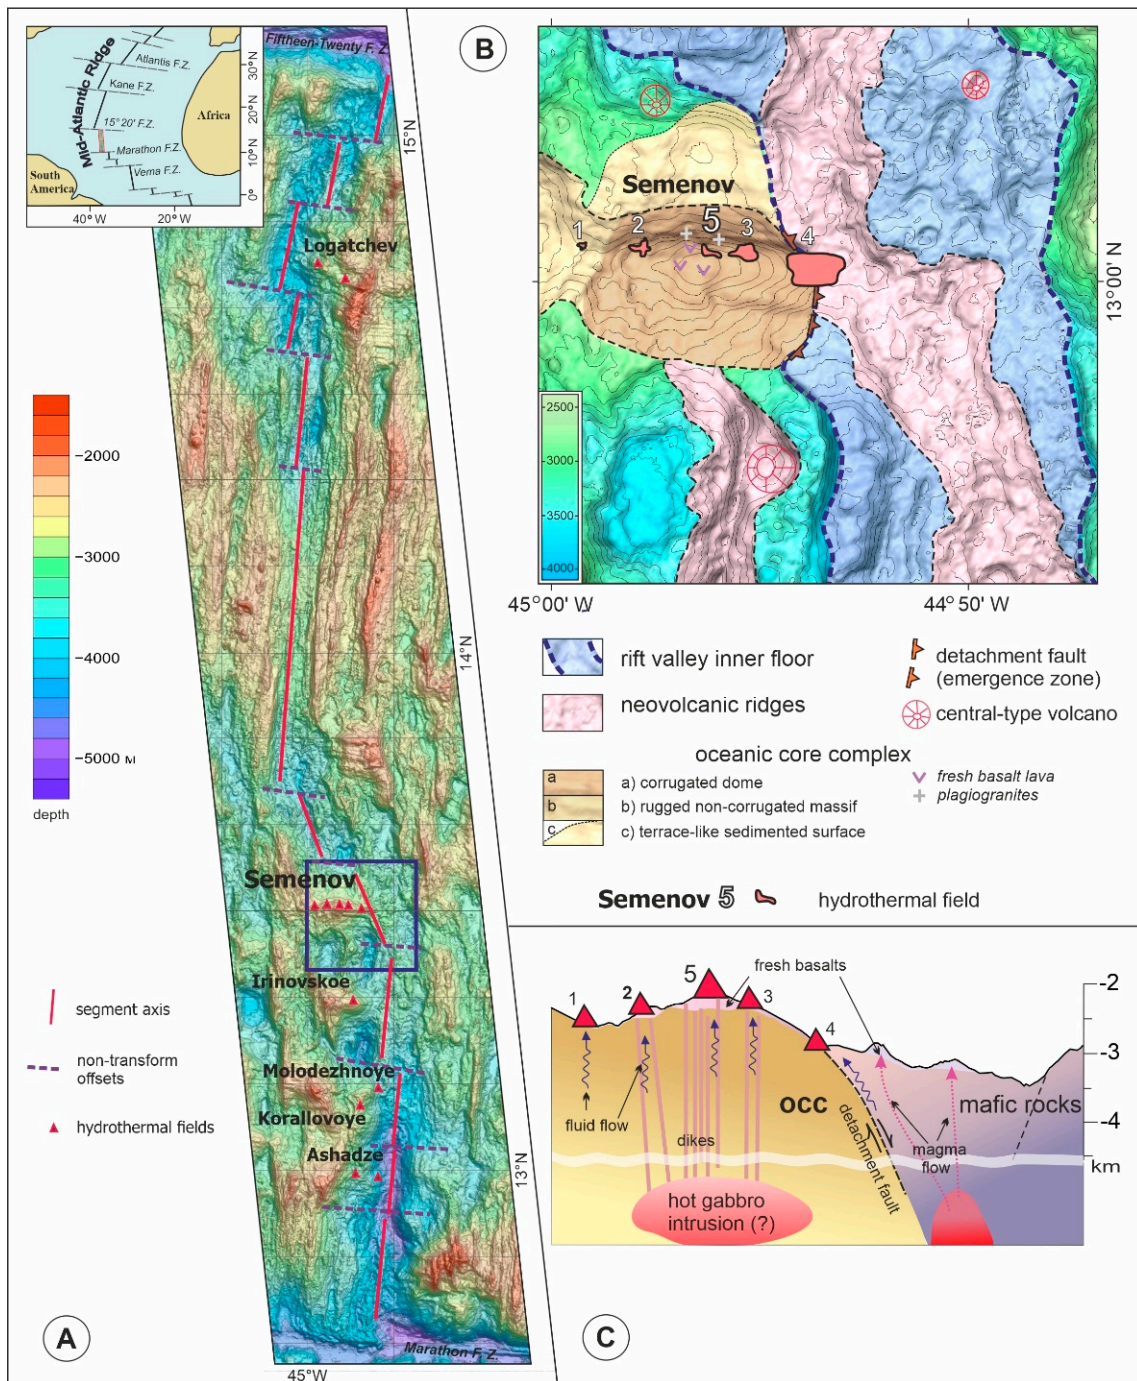 Fifteen-Twenty F. Z.
Mid-Atlantic Ridge
Atlantis F.Z.
Kane F.Z.
15°20' F.Z.
Marathon F.Z.
Vema F.Z.
Africa
South
America
30°N
20°N
10°N
0°N
40°W
20°W
15°N
Logatchev
−2000
−3000
−4000
−5000 м
depth
14°N
Semenov
Irinovskoe
Molodezhnoye
Korallovoye
Ashadze
13°N
segment axis
non-transform
offsets
hydrothermal fields
A
Marathon F. Z.
45°W
B
Semenov
1
2
5
3
4
13°00' N
2500
3000
3500
4000
45°00' W
44°50' W
rift valley inner floor
neovolcanic ridges
detachment fault
(emergence zone)
central-type volcano
oceanic core complex
a
a) corrugated dome
b
b) rugged non-corrugated massif
c
c) terrace-like sedimented surface
fresh basalt lava
plagiogranites
Semenov 5
hydrothermal field
1
2
5
3
4
fresh basalts
-2
-3
-4
km
fluid flow
dikes
OCC
detachment fault
mafic rocks
magma
flow
hot gabbro
intrusion (?)
C